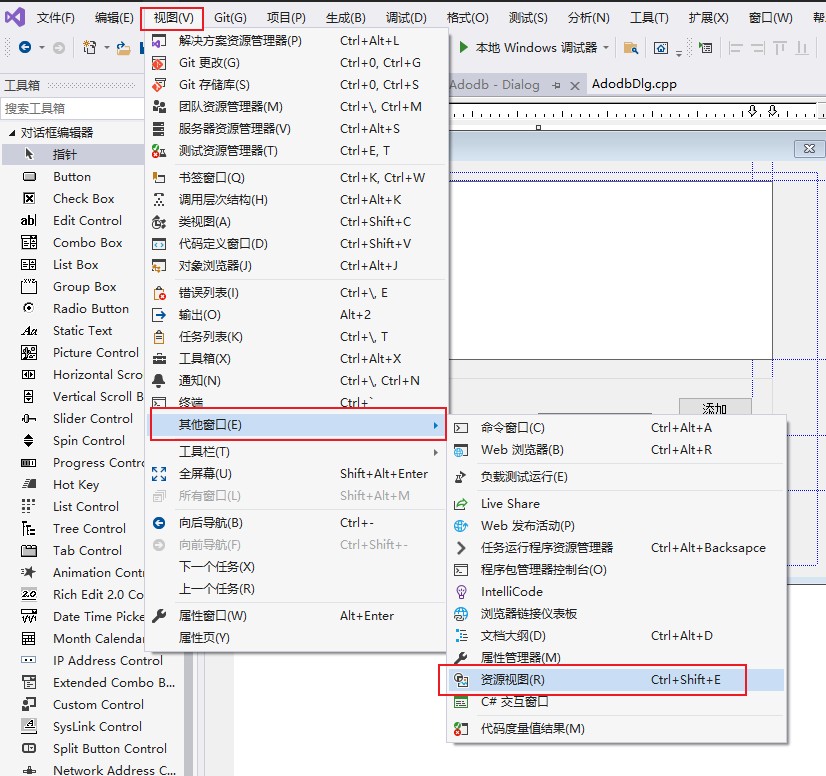 文件(F) 编辑(E) 视图(V) Git(G) 项目(P) 生成(B) 调试(D) 格式(O) 测试(S) 分析(N) 工具(T) 扩展(X) 窗口(W)
本地 Windows 调试器
Adodb - Dialog AdodbDlg.cpp
工具箱
搜索工具箱
对话框编辑器
指针
Button
Check Box
Edit Control
Combo Box
List Box
Group Box
Radio Button
Static Text
Picture Control
Horizontal Scro
Vertical Scroll B
Slider Control
Spin Control
Progress Contro
Hot Key
List Control
Tree Control
Tab Control
Animation Conti
Rich Edit 2.0 Co
Date Time Picke
Month Calendar
IP Address Control
Extended Combo B...
Custom Control
SysLink Control
Split Button Control
Network Address C...
解决方案资源管理器(P) Ctrl+Alt+L
Git 更改(G) Ctrl+0, Ctrl+G
Git 存储库(S) Ctrl+0, Ctrl+S
团队资源管理器(M) Ctrl+\, Ctrl+M
服务器资源管理器(V) Ctrl+Alt+S
测试资源管理器(T) Ctrl+E, T
书签窗口(Q) Ctrl+K, Ctrl+W
调用层次结构(H) Ctrl+Alt+K
类视图(A) Ctrl+Shift+C
代码定义窗口(D) Ctrl+Shift+V
对象浏览器(J) Ctrl+Alt+J
错误列表(I) Ctrl+\, E
输出(O) Alt+2
任务列表(K) Ctrl+\, T
工具箱(X) Ctrl+Alt+X
通知(N) Ctrl+\, Ctrl+N
终端 Ctrl+`
其他窗口(E)
工具栏(T)
全屏幕(U) Shift+Alt+Enter
所有窗口(L) Shift+Alt+M
向后导航(B) Ctrl+-
向前导航(F) Ctrl+Shift+-
下一个任务(X)
上一个任务(R)
属性窗口(W) Alt+Enter
属性页(Y)
添加
命令窗口(C) Ctrl+Alt+A
Web 浏览器(B) Ctrl+Alt+R
负载测试运行(E)
Live Share
Web 发布活动(P)
任务运行程序资源管理器 Ctrl+Alt+Backsapce
程序包管理器控制台(O)
IntelliCode
浏览器链接仪表板
文档大纲(D) Ctrl+Alt+D
属性管理器(M)
资源视图(R) Ctrl+Shift+E
C# 交互窗口
代码度量值结果(M)